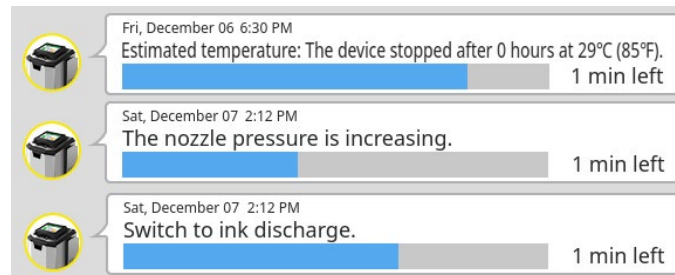 Fri, December 06 6:30 PM
Estimated temperature: The device stopped after 0 hours at 29°C (85°F).
1 min left
Sat, December 07 2:12 PM
The nozzle pressure is increasing.
1 min left
Sat, December 07 2:12 PM
Switch to ink discharge.
1 min left